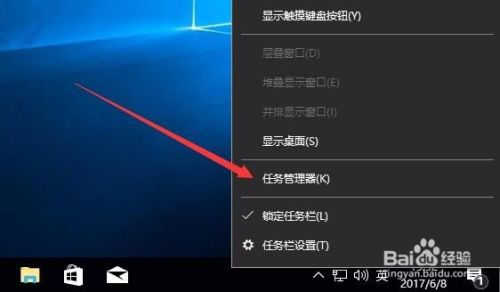 显示触摸键盘按钮(Y)
层叠窗口(D)
堆叠显示窗口(E)
并排显示窗口(I)
显示桌面(S)
任务管理器(K)
锁定任务栏(L)
任务栏设置(T)
Baidu经验
jingyan.baidu.com
英
2017/6/8
1